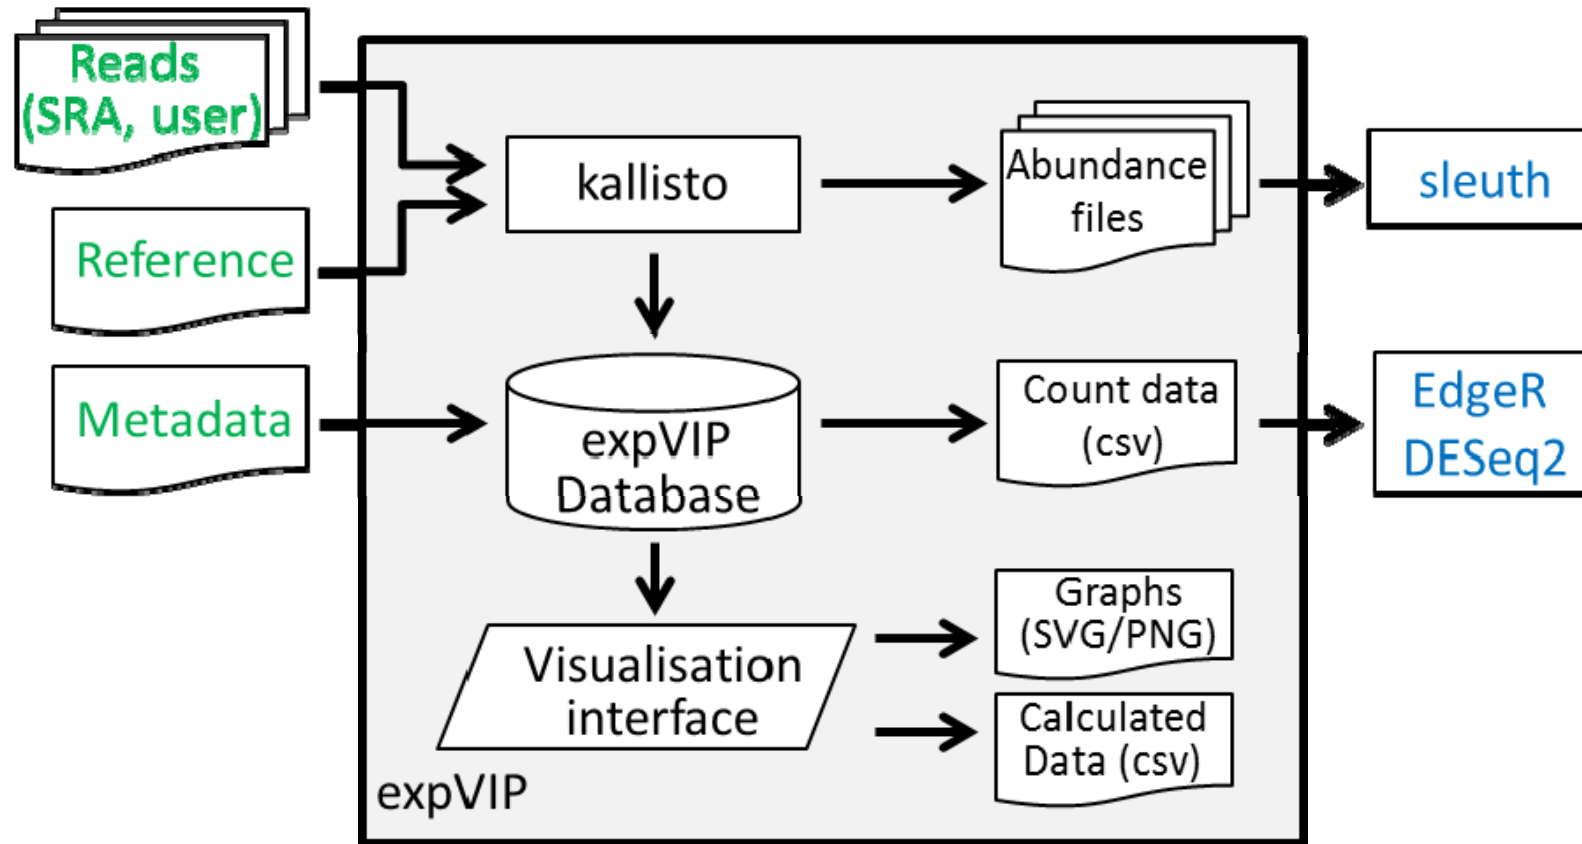 Reads
(SRA, user)
Reference
Metadata
kallisto
Abundance
files
sleuth
expVIP
Database
Count data
(csv)
EdgeR
DESeq2
Visualisation
interface
Graphs
(SVG/PNG)
Calculated
Data (csv)
expVIP